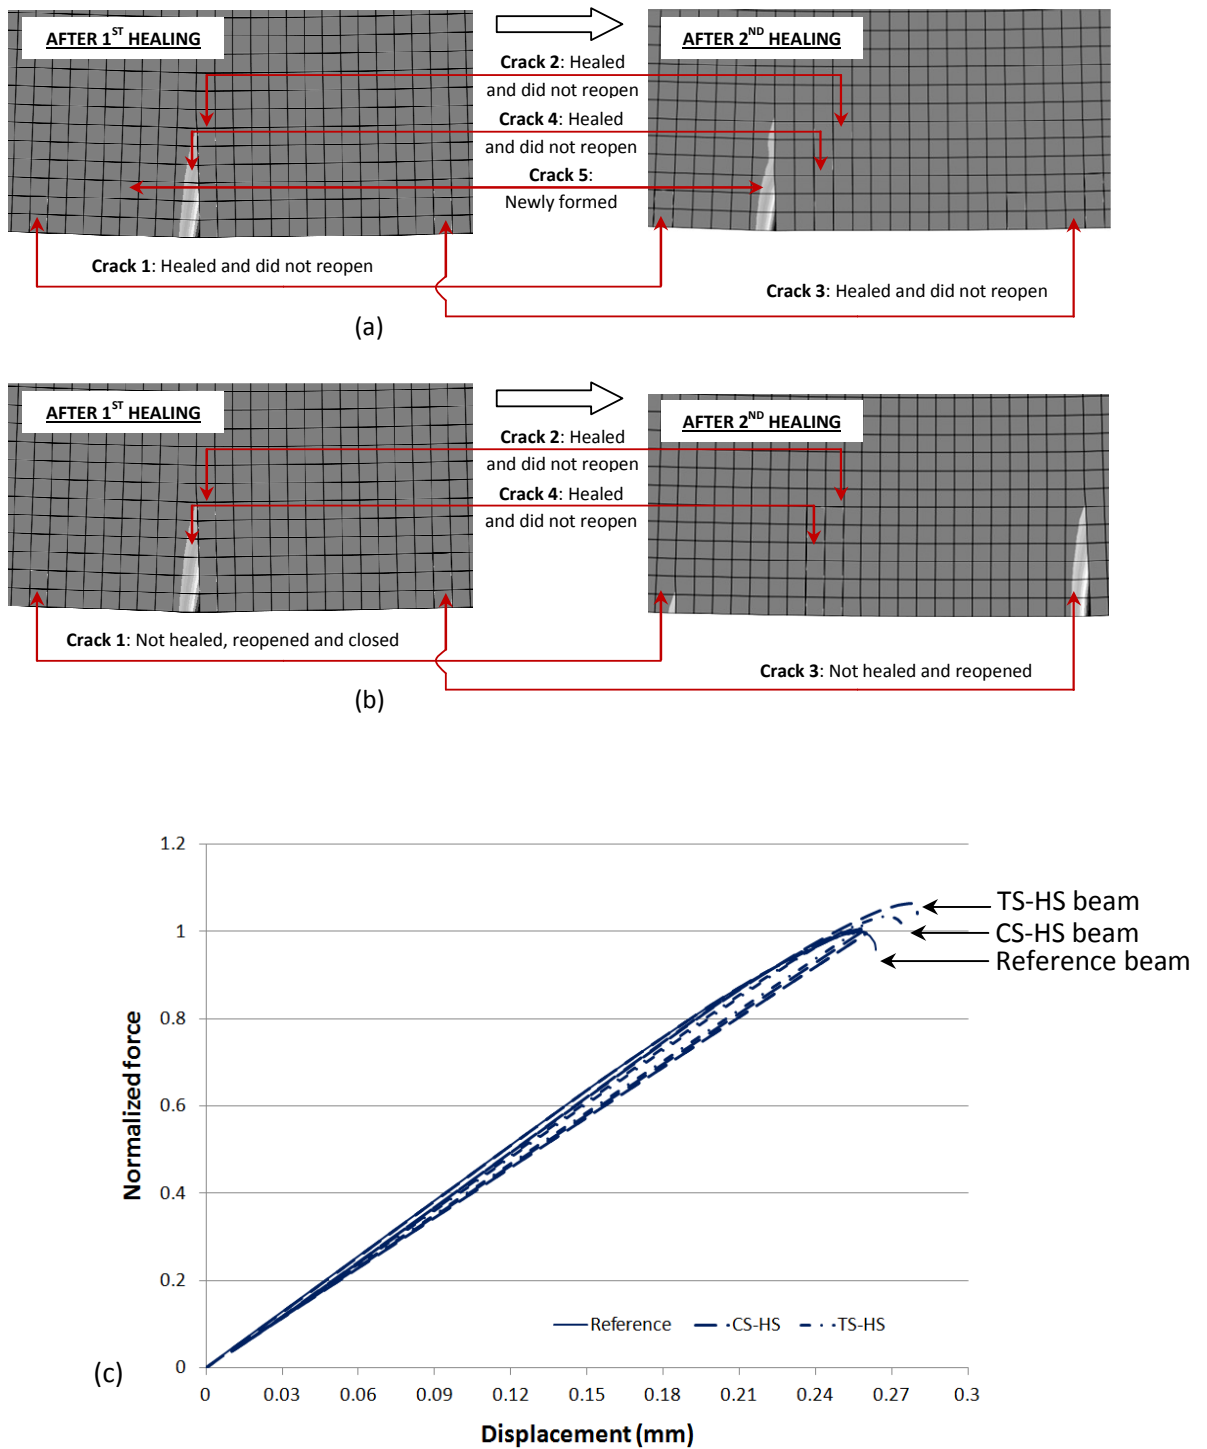 AFTER 1ST HEALING
AFTER 2ND HEALING
Crack 2: Healed
and did not reopen
Crack 4: Healed
and did not reopen
Crack 5:
Newly formed
Crack 1: Healed and did not reopen
Crack 3: Healed and did not reopen
(a)
AFTER 1ST HEALING
AFTER 2ND HEALING
Crack 2: Healed
and did not reopen
Crack 4: Healed
and did not reopen
Crack 1: Not healed, reopened and closed
Crack 3: Not healed and reopened
(b)
1.2
1
0.8
0.6
0.4
0.2
0
Normalized force
TS-HS beam
CS-HS beam
Reference beam
Reference
CS-HS
TS-HS
(c)
0 0.03 0.06 0.09 0.12 0.15 0.18 0.21 0.24 0.27 0.3
Displacement (mm)